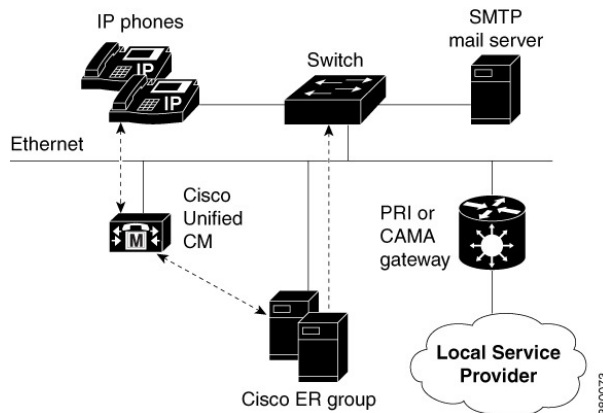 IP phones
IP
IP
Switch
SMTP
mail server
Ethernet
Cisco
Unified
CM
M
PRI or
CAMA
gateway
Cisco ER group
Local Service
Provider